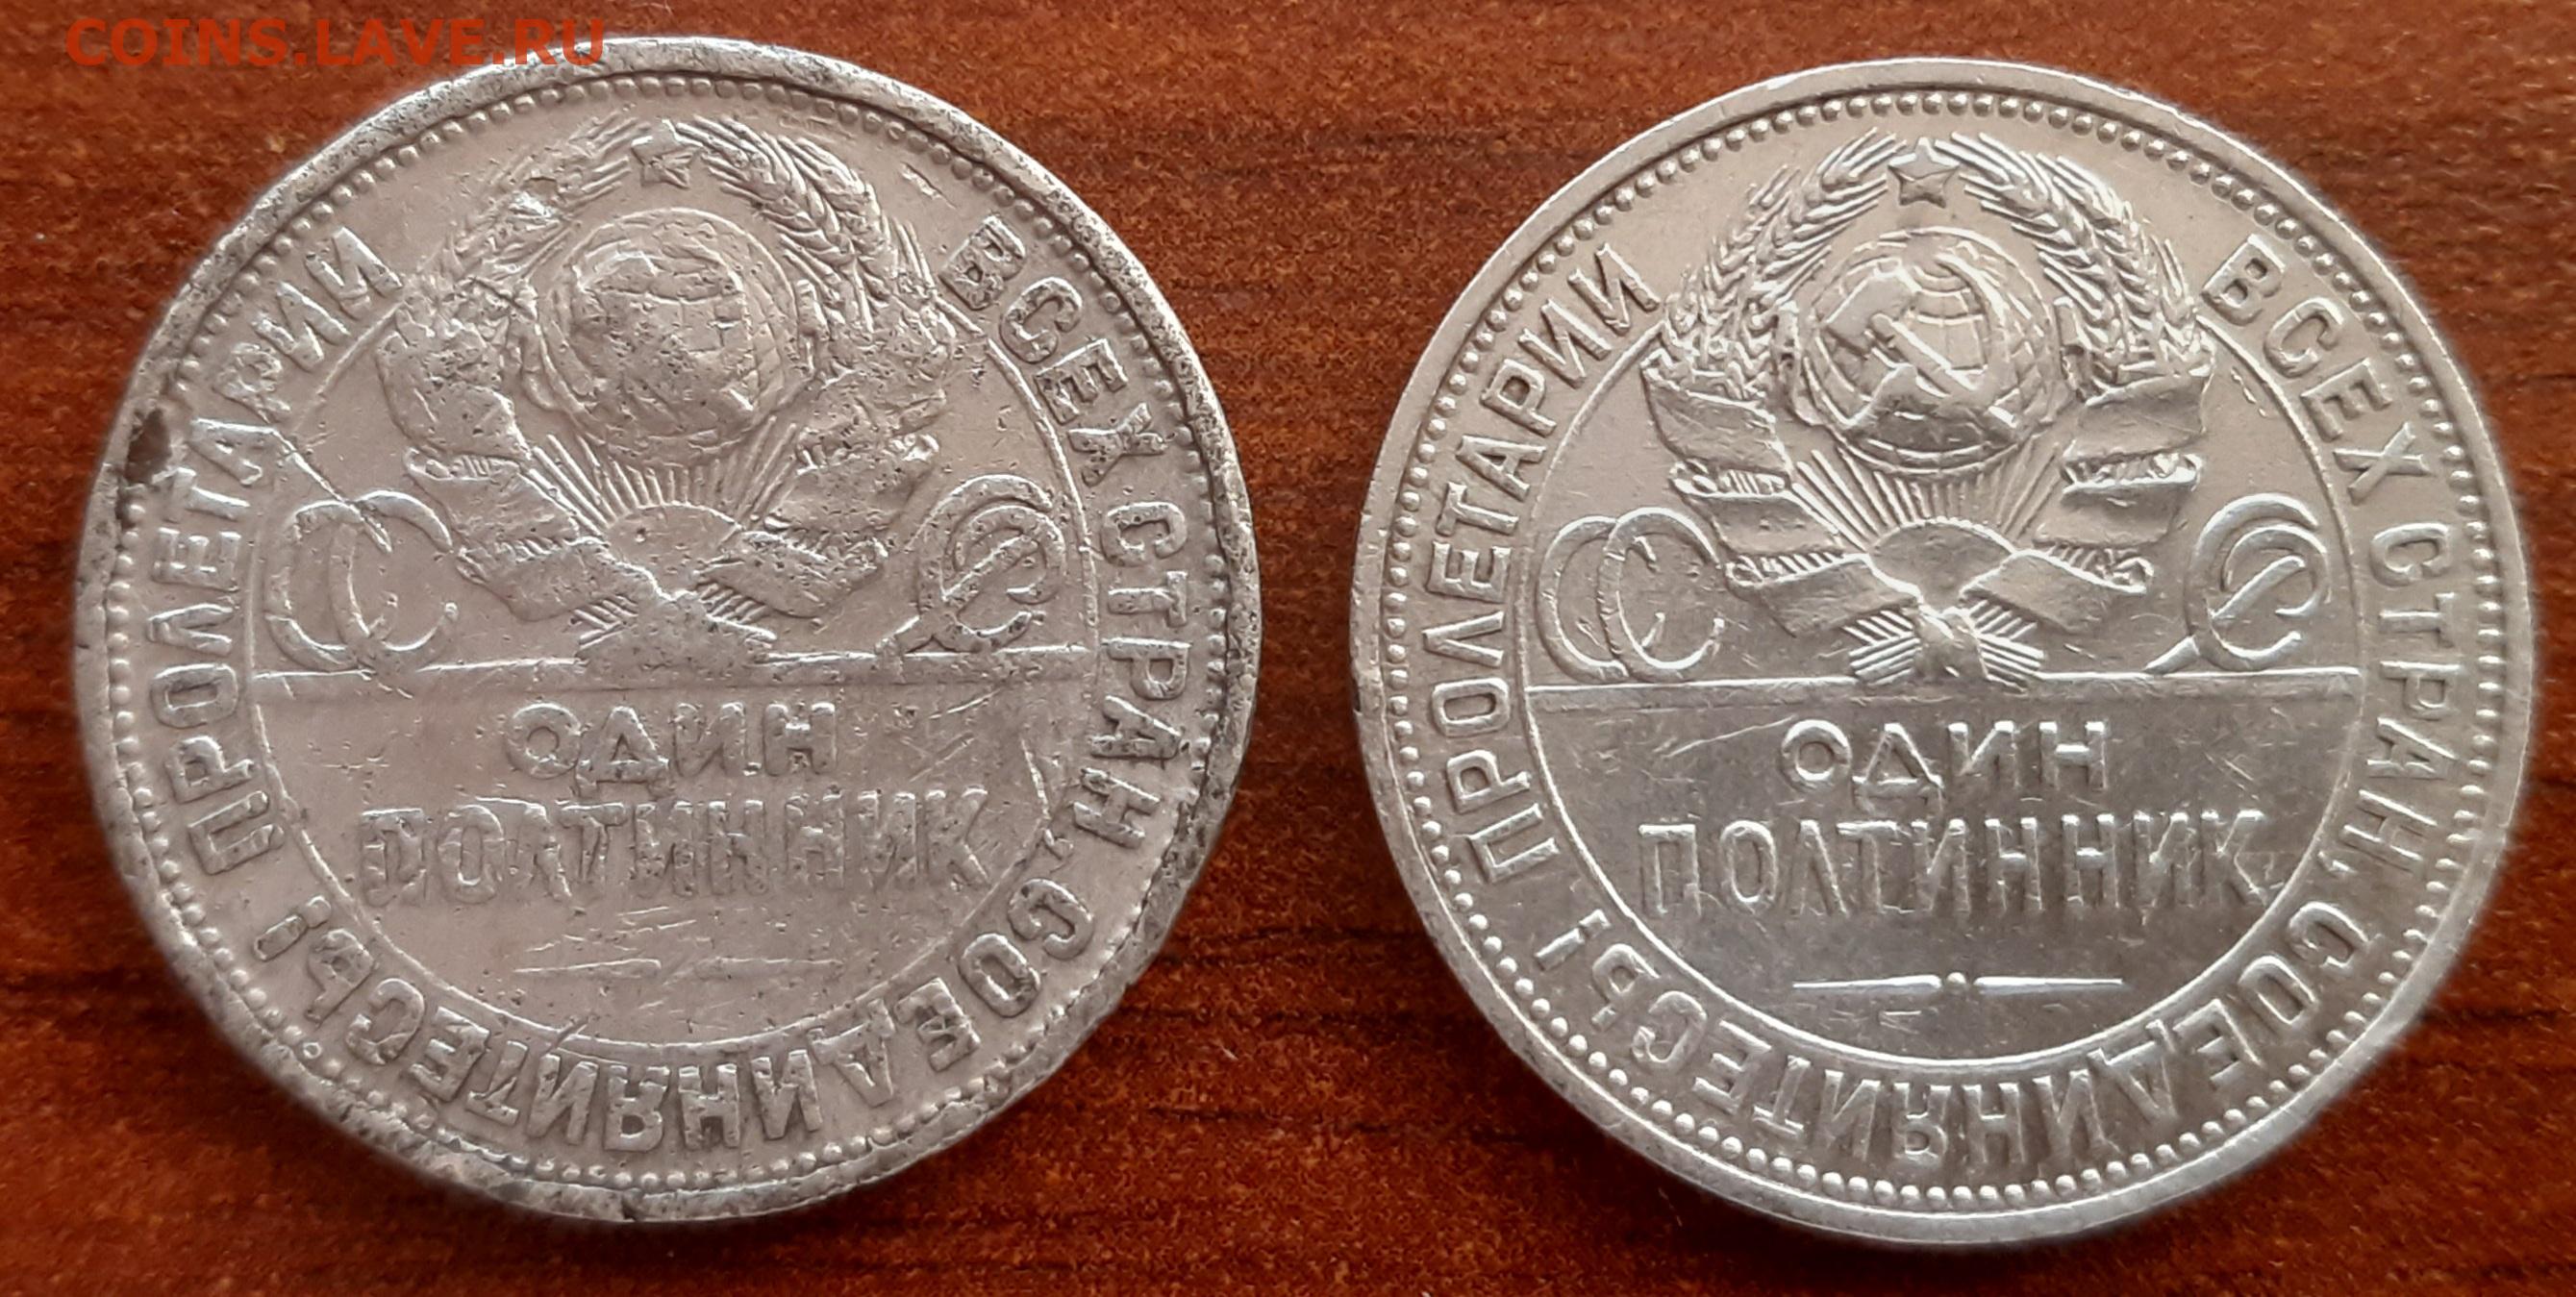 COINS.LAVE.RU
ПРОЛЕТАРИИ ВСЕХ СТРАН, СОЕДИНЯЙТЕСЬ!
СССР
ОДИН
ПОЛТИННИК
ПРОЛЕТАРИИ ВСЕХ СТРАН, СОЕДИНЯЙТЕСЬ!
СССР
ОДИН
ПОЛТИННИК